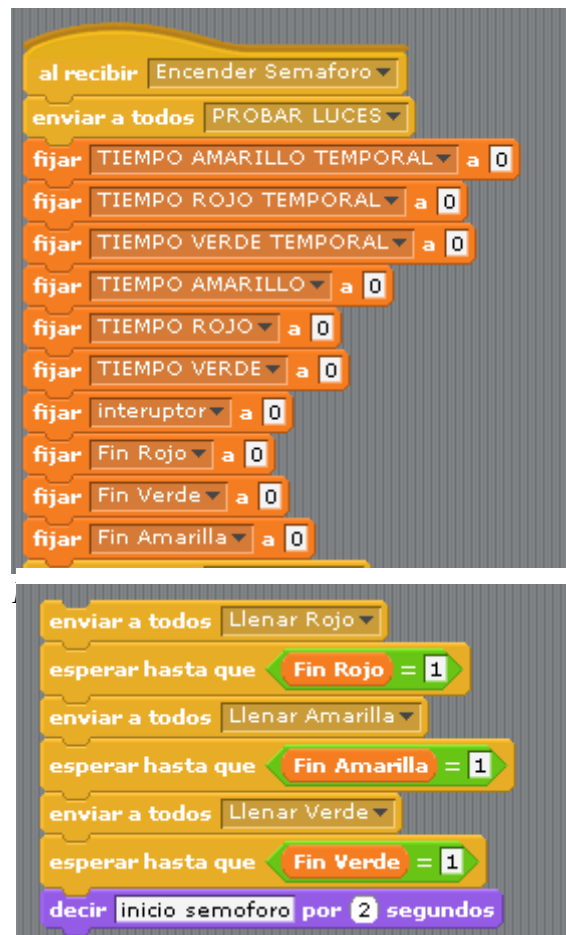 al recibir Encender Semaforo
enviar a todos PROBAR LUCES
fijar TIEMPO AMARILLO TEMPORAL a 0
fijar TIEMPO ROJO TEMPORAL a 0
fijar TIEMPO VERDE TEMPORAL a 0
fijar TIEMPO AMARILLO a 0
fijar TIEMPO ROJO a 0
fijar TIEMPO VERDE a 0
fijar interuptor a 0
fijar Fin Rojo a 0
fijar Fin Verde a 0
fijar Fin Amarilla a 0
enviar a todos Llenar Rojo
esperar hasta que Fin Rojo = 1
enviar a todos Llenar Amarilla
esperar hasta que Fin Amarilla = 1
enviar a todos Llenar Verde
esperar hasta que Fin Verde = 1
decir inicio semoforo por 2 segundos